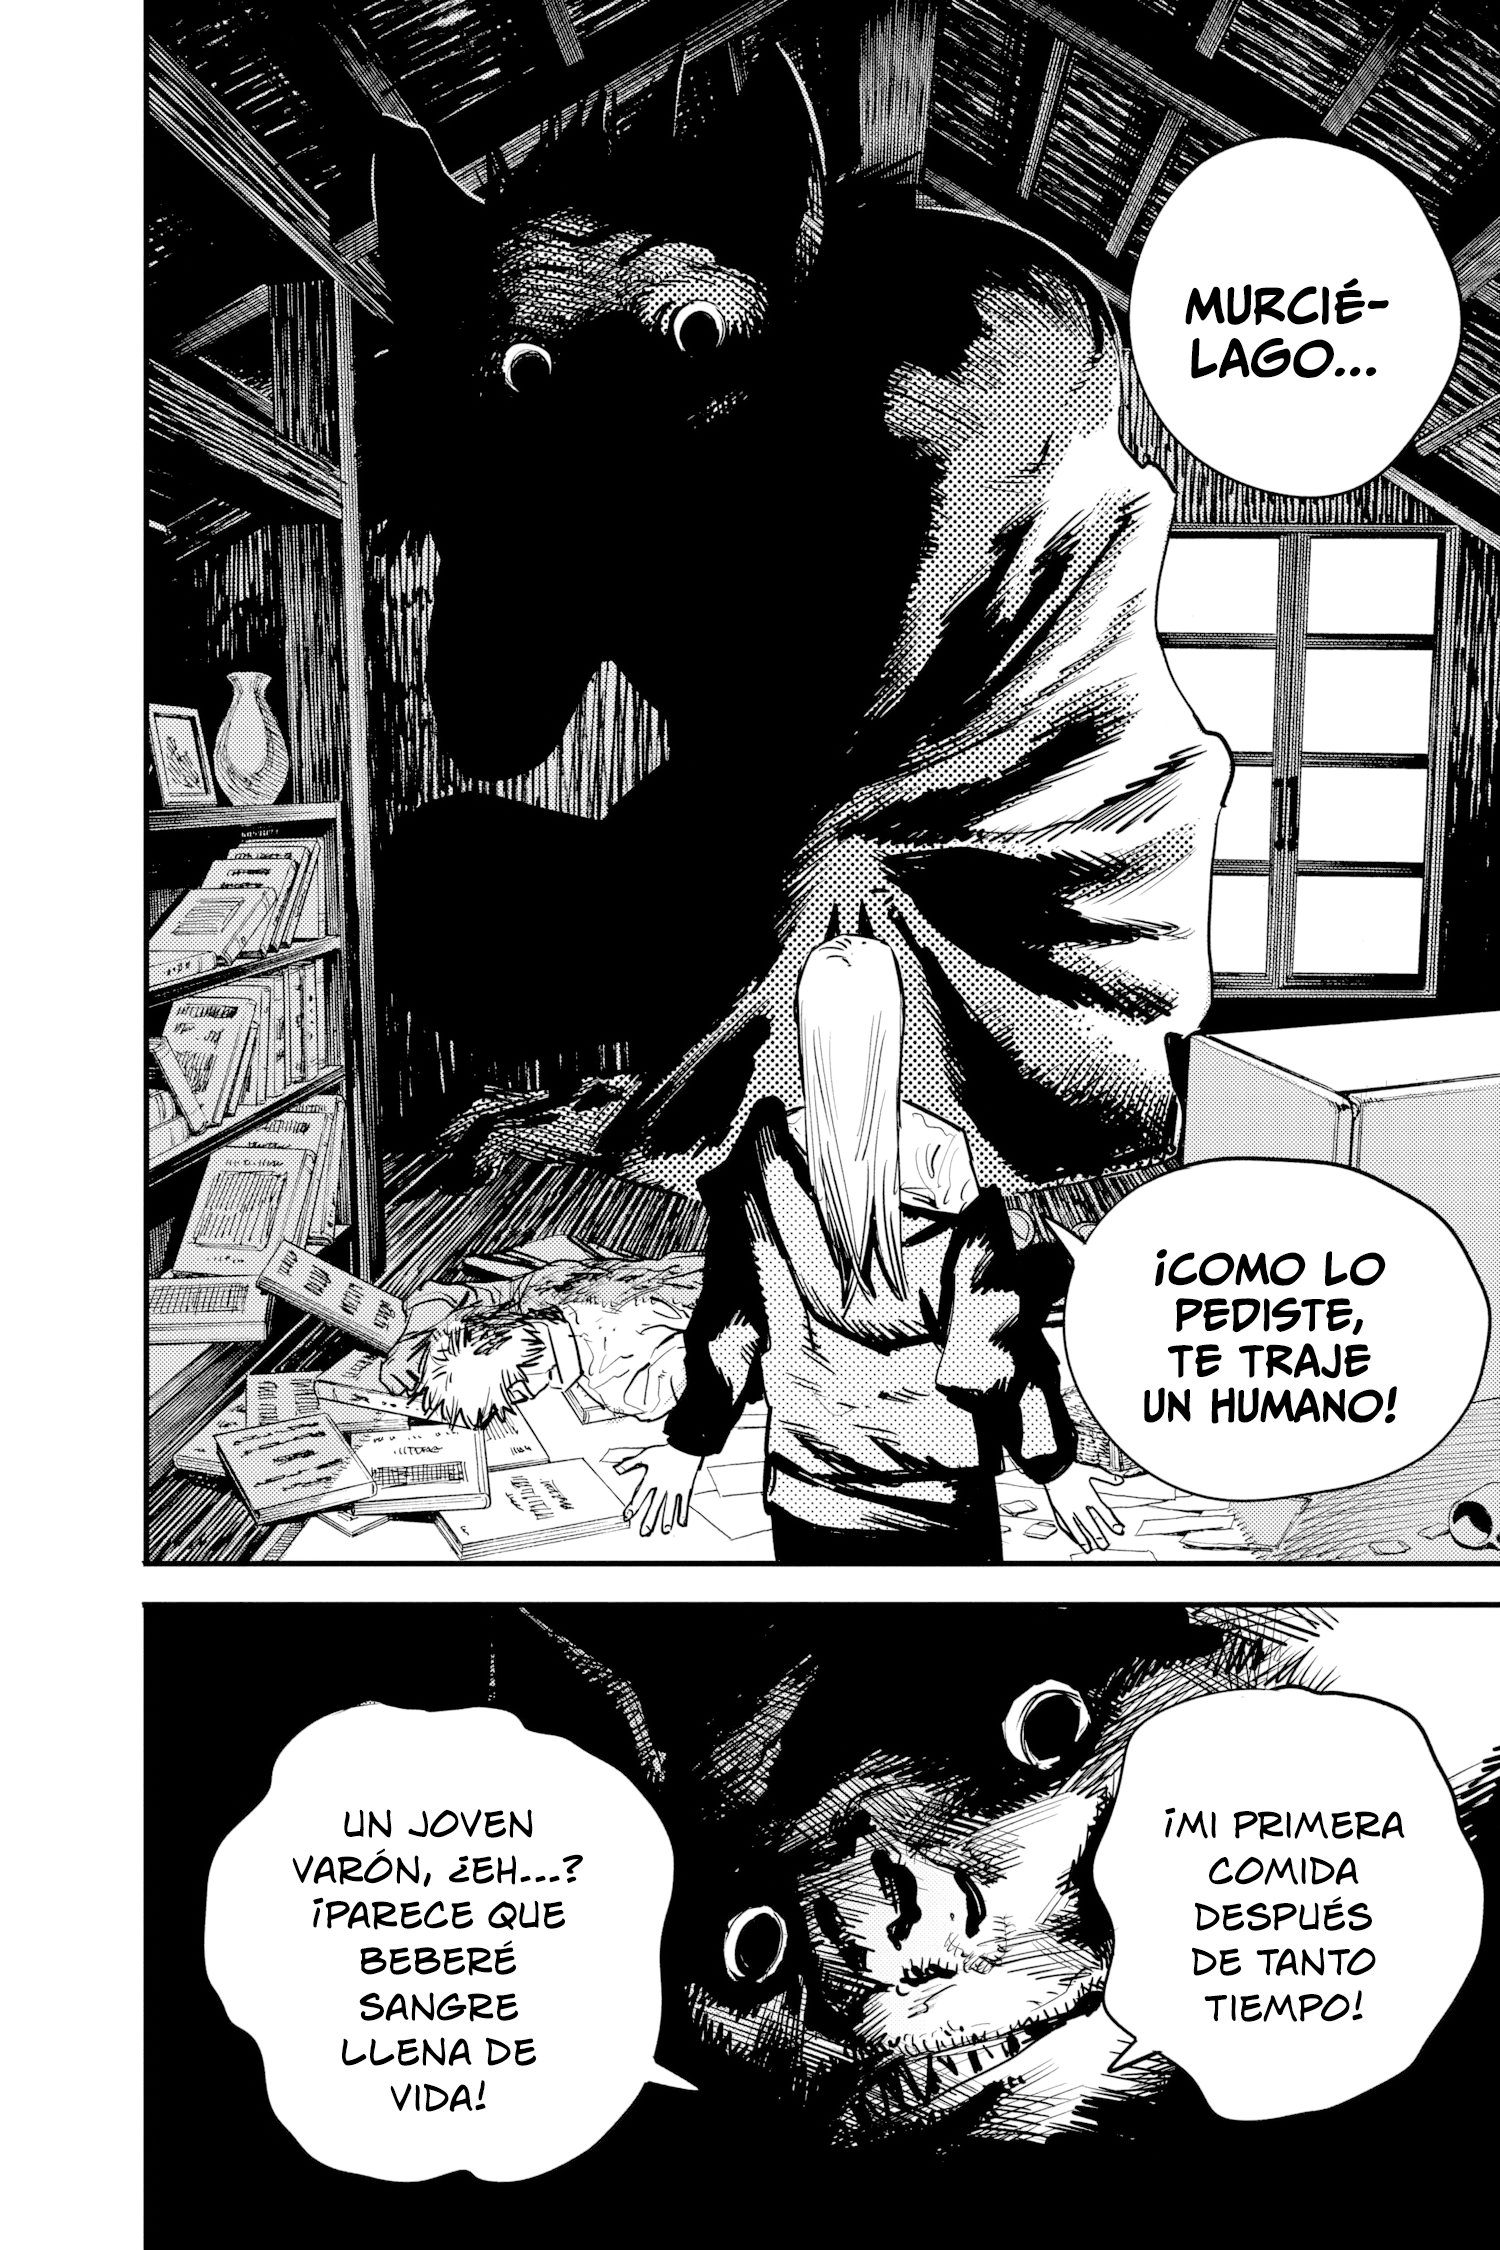 MURCIÉ-
LAGO...
¡COMO LO
PEDISTE,
TE TRAJE
UN HUMANO!
¡MI PRIMERA
COMIDA
DESPUÉS
DE TANTO
TIEMPO!
UN JOVEN
VARÓN, ¿EH...?
¡PARECE QUE
BEBERÉ
SANGRE
LLENA DE
VIDA!